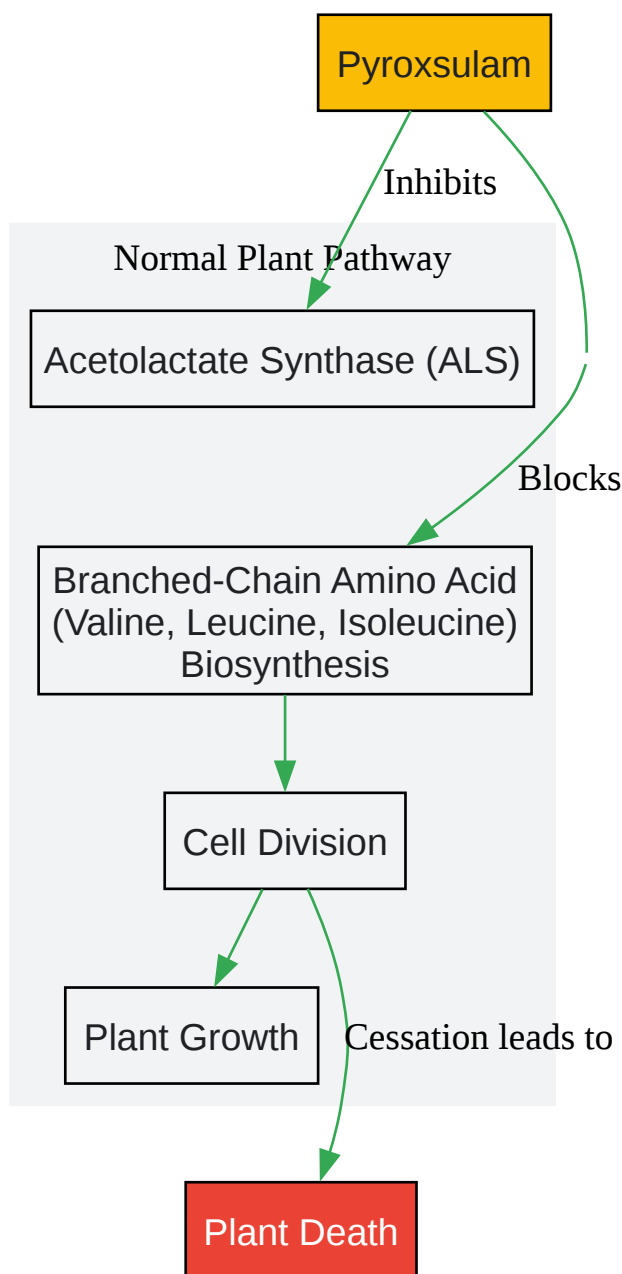 Pyroxsulam
Inhibits
Normal Plant Pathway
Acetolactate Synthase (ALS)
Blocks
Branched-Chain Amino Acid
(Valine, Leucine, Isoleucine)
Biosynthesis
Cell Division
Plant Growth
Cessation leads to
Plant Death